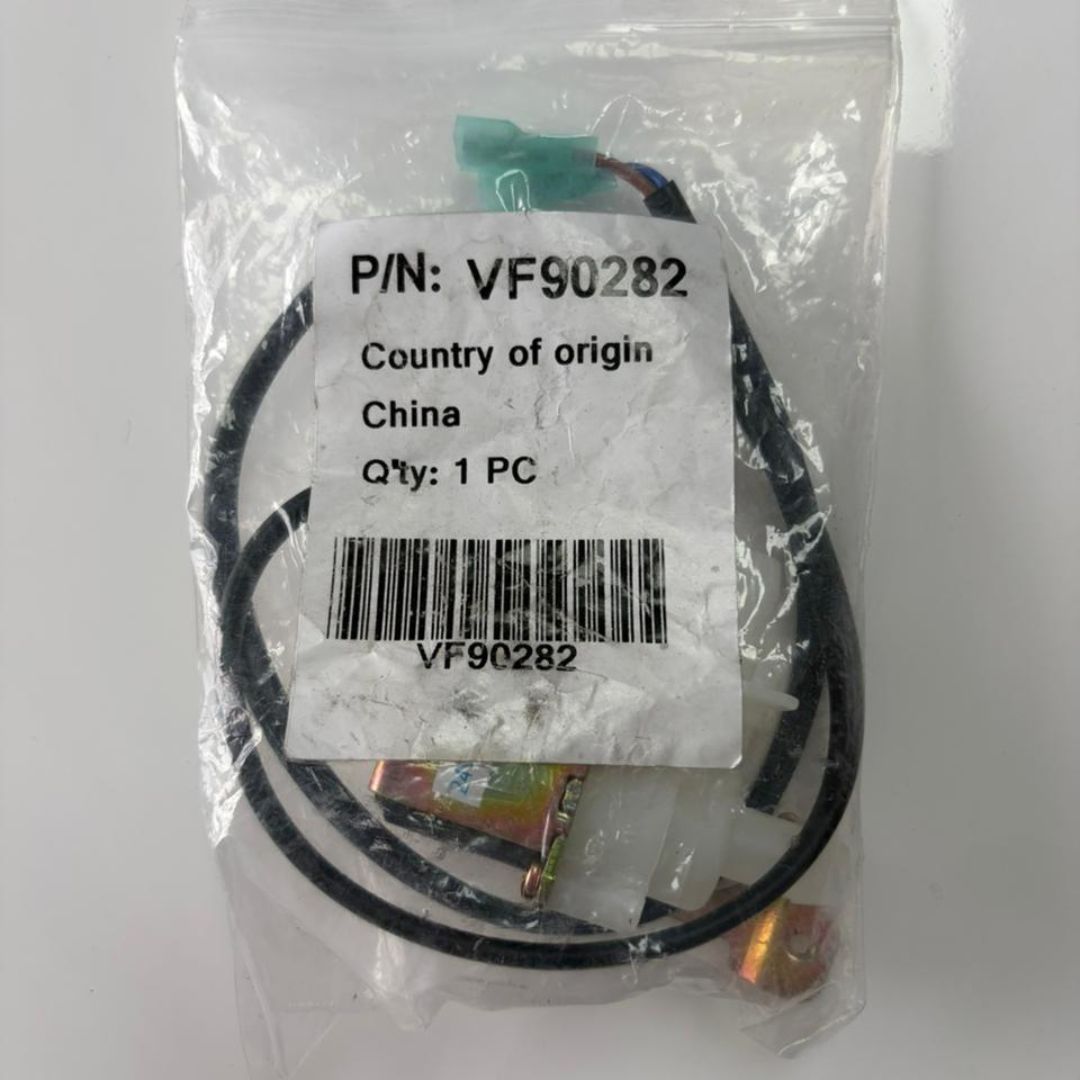 P/N: VF90282
Country of origin
China
Q'ty: 1 PC
VF90282